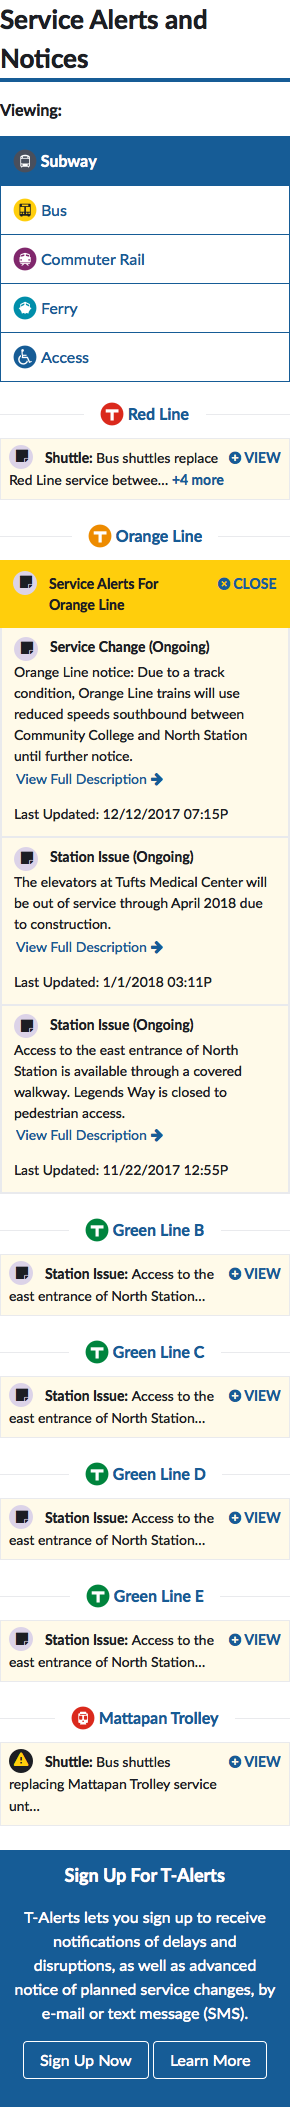 Service Alerts and
Notices
Viewing:
Subway
Bus
Commuter Rail
Ferry
Access
Red Line
Shuttle: Bus shuttles replace VIEW
Red Line service betwee... +4 more
Orange Line
Service Alerts For CLOSE
Orange Line
Service Change (Ongoing)
Orange Line notice: Due to a track
condition, Orange Line trains will use
reduced speeds southbound between
Community College and North Station
until further notice.
View Full Description
Last Updated: 12/12/2017 07:15P
Station Issue (Ongoing)
The elevators at Tufts Medical Center will
be out of service through April 2018 due
to construction.
View Full Description
Last Updated: 1/1/2018 03:11P
Station Issue (Ongoing)
Access to the east entrance of North
Station is available through a covered
walkway. Legends Way is closed to
pedestrian access.
View Full Description
Last Updated: 11/22/2017 12:55P
Green Line B
Station Issue: Access to the VIEW
east entrance of North Station...
Green Line C
Station Issue: Access to the VIEW
east entrance of North Station...
Green Line D
Station Issue: Access to the VIEW
east entrance of North Station...
Green Line E
Station Issue: Access to the VIEW
east entrance of North Station...
Mattapan Trolley
Shuttle: Bus shuttles VIEW
replacing Mattapan Trolley service
unt...
Sign Up For T-Alerts
T-Alerts lets you sign up to receive
notifications of delays and
disruptions, as well as advanced
notice of planned service changes, by
e-mail or text message (SMS).
Sign Up Now Learn More